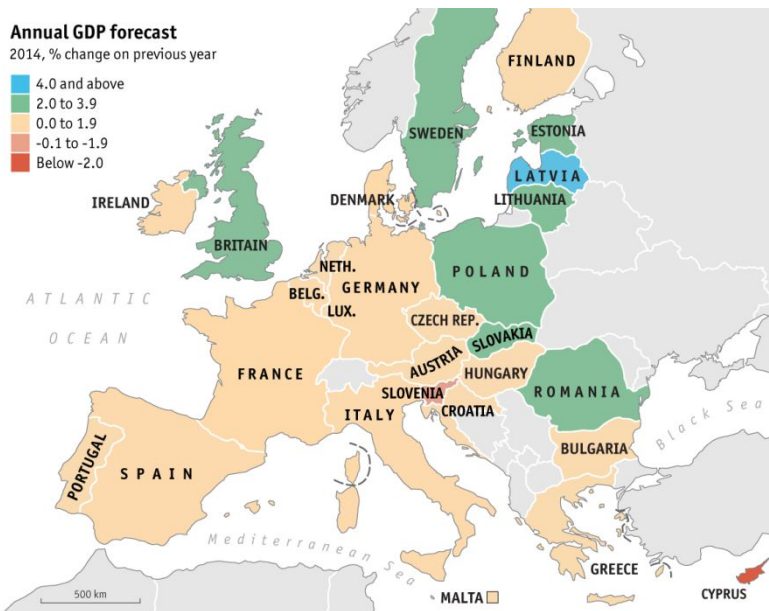 Annual GDP forecast
2014, % change on previous year
4.0 and above
2.0 to 3.9
0.0 to 1.9
-0.1 to -1.9
Below -2.0
FINLAND
SWEDEN
ESTONIA
LATVIA
LITHUANIA
IRELAND
DENMARK
BRITAIN
NETH.
BELG.
GERMANY
LUX.
POLAND
ATLANTIC
OCEAN
CZECH REP.
SLOVAKIA
AUSTRIA
HUNGARY
FRANCE
SLOVENIA
ROMANIA
ITALY
CROATIA
Black Sea
BULGARIA
PORTUGAL
SPAIN
Mediterranean Sea
GREECE
CYPRUS
MALTA
500 km